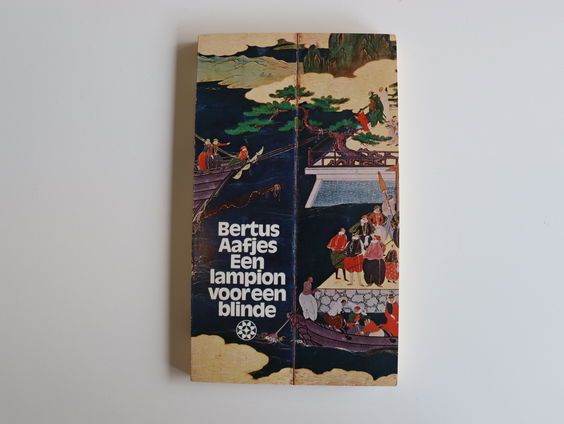 Bertus
Aafjes
Een
lampion
voor een
blinde